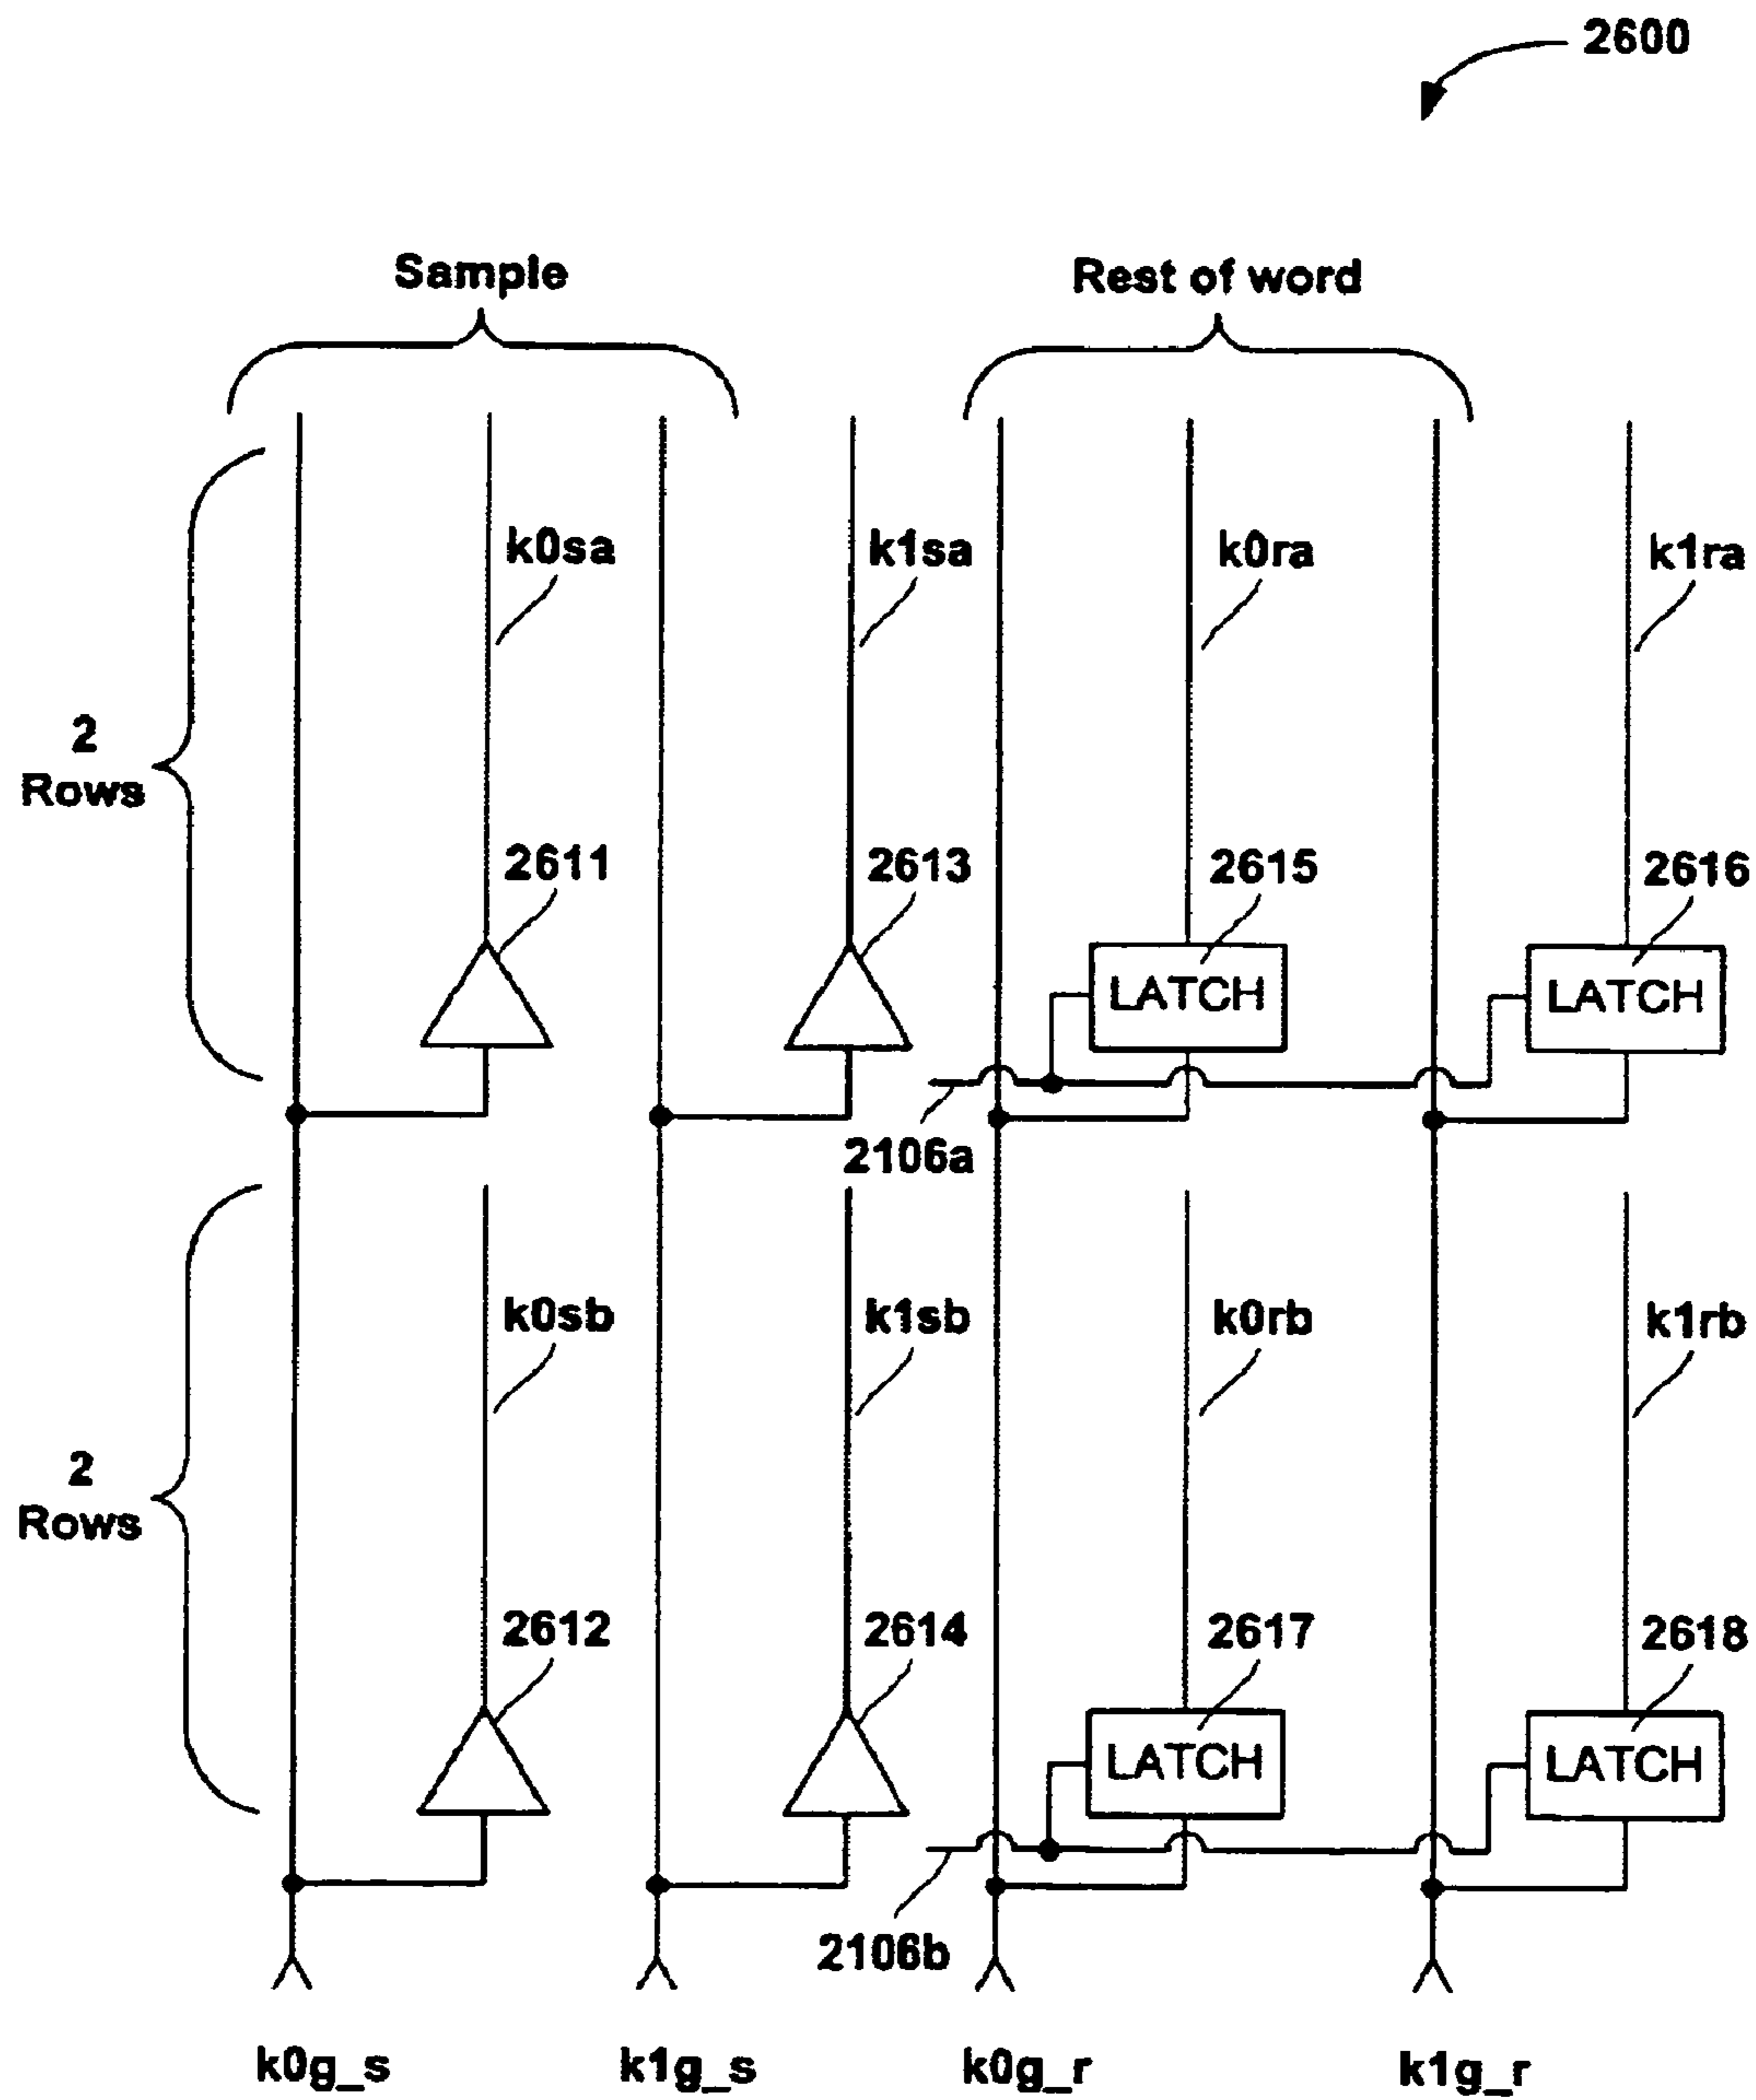 2600
Sample
Rest of word
k0sa
k1sa
k0ra
k1ra
2
Rows
2611
2613
2615
2616
LATCH
LATCH
2106a
k0sb
k1sb
k0rb
k1rb
2
Rows
2612
2614
2617
2618
LATCH
LATCH
2106b
k0g_s
k1g_s
k0g_r
k1g_r